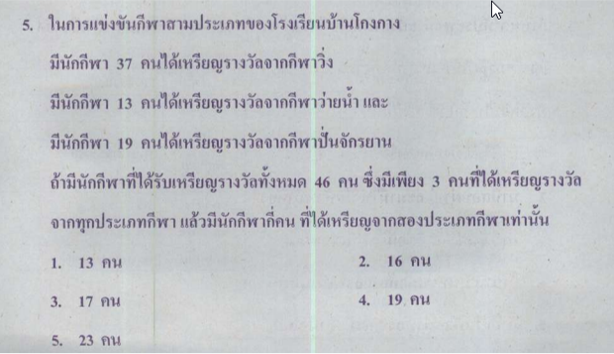 5. ในการแข่งขันกีฬาสามประเภทของโรงเรียนบ้านโกงกาง
มีนักกีฬา 37 คนได้เหรียญรางวัลจากกีฬาวิ่ง
มีนักกีฬา 13 คนได้เหรียญรางวัลจากกีฬาว่ายน้ำ และ
มีนักกีฬา 19 คนได้เหรียญรางวัลจากกีฬาปั่นจักรยาน
ถ้ามีนักกีฬาที่ได้รับเหรียญรางวัลทั้งหมด 46 คน ซึ่งมีเพียง 3 คนที่ได้เหรียญรางวัล
จากทุกประเภทกีฬา แล้วมีนักกีฬากี่คน ที่ได้เหรียญจากสองประเภทกีฬาเท่านั้น
1. 13 คน 2. 16 คน
3. 17 คน 4. 19 คน
5. 23 คน